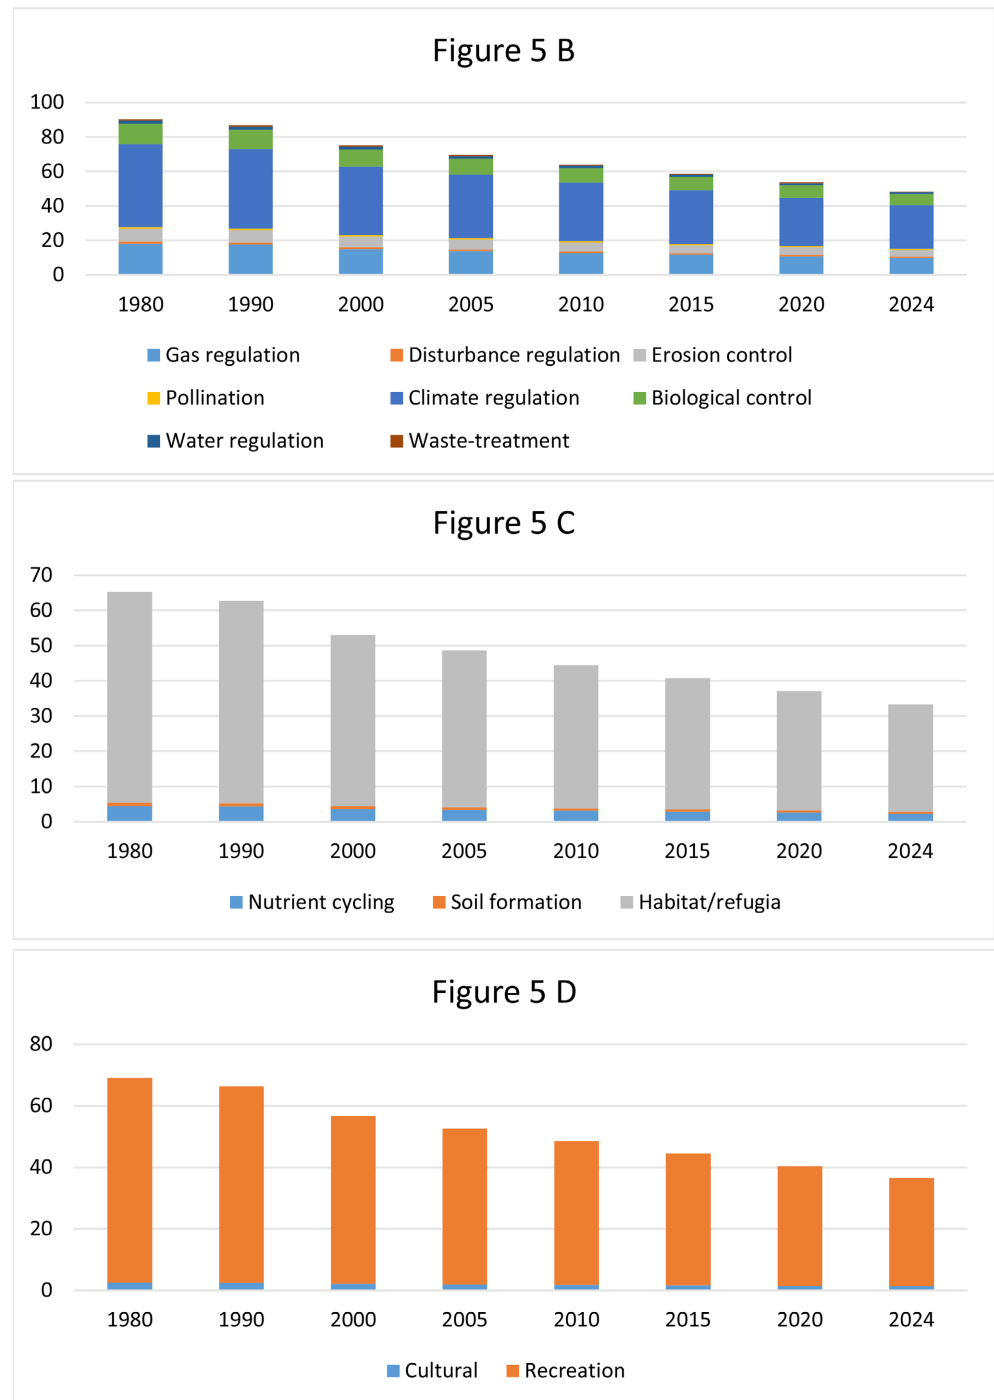 Figure 5 B
100
80
60
40
20
0
1980 1990 2000 2005 2010 2015 2020 2024
Gas regulation Disturbance regulation Erosion control
Pollination Climate regulation Biological control
Water regulation Waste-treatment
Figure 5 C
70
60
50
40
30
20
10
0
1980 1990 2000 2005 2010 2015 2020 2024
Nutrient cycling Soil formation Habitat/refugia
Figure 5 D
80
60
40
20
0
1980 1990 2000 2005 2010 2015 2020 2024
Cultural Recreation